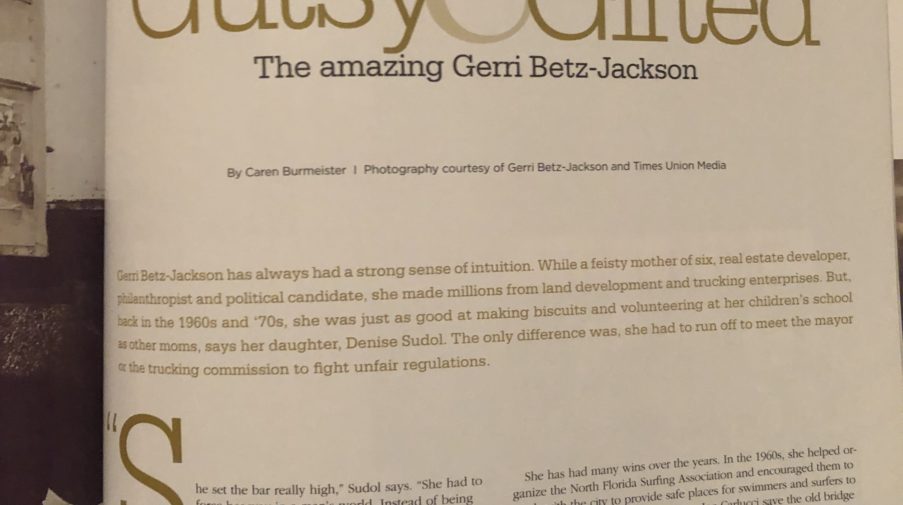 Gutsy & Gifted
The amazing Gerri Betz-Jackson
By Caren Burmeister | Photography courtesy of Gerri Betz-Jackson and Times Union Media
Gerri Betz-Jackson has always had a strong sense of intuition. While a feisty mother of six, real estate developer,
philanthropist and political candidate, she made millions from land development and trucking enterprises. But,
back in the 1960s and ‘70s, she was just as good at making biscuits and volunteering at her children’s school
as other moms, says her daughter, Denise Sudol. The only difference was, she had to run off to meet the mayor
or the trucking commission to fight unfair regulations.
“S
he set the bar really high,” Sudol says. “She had to
man’s world. Instead of being
She has had many wins over the years. In the 1960s, she helped or-
ganize the North Florida Surfing Association and encouraged them to
with the city to provide safe places for swimmers and surfers to
save the old bridge